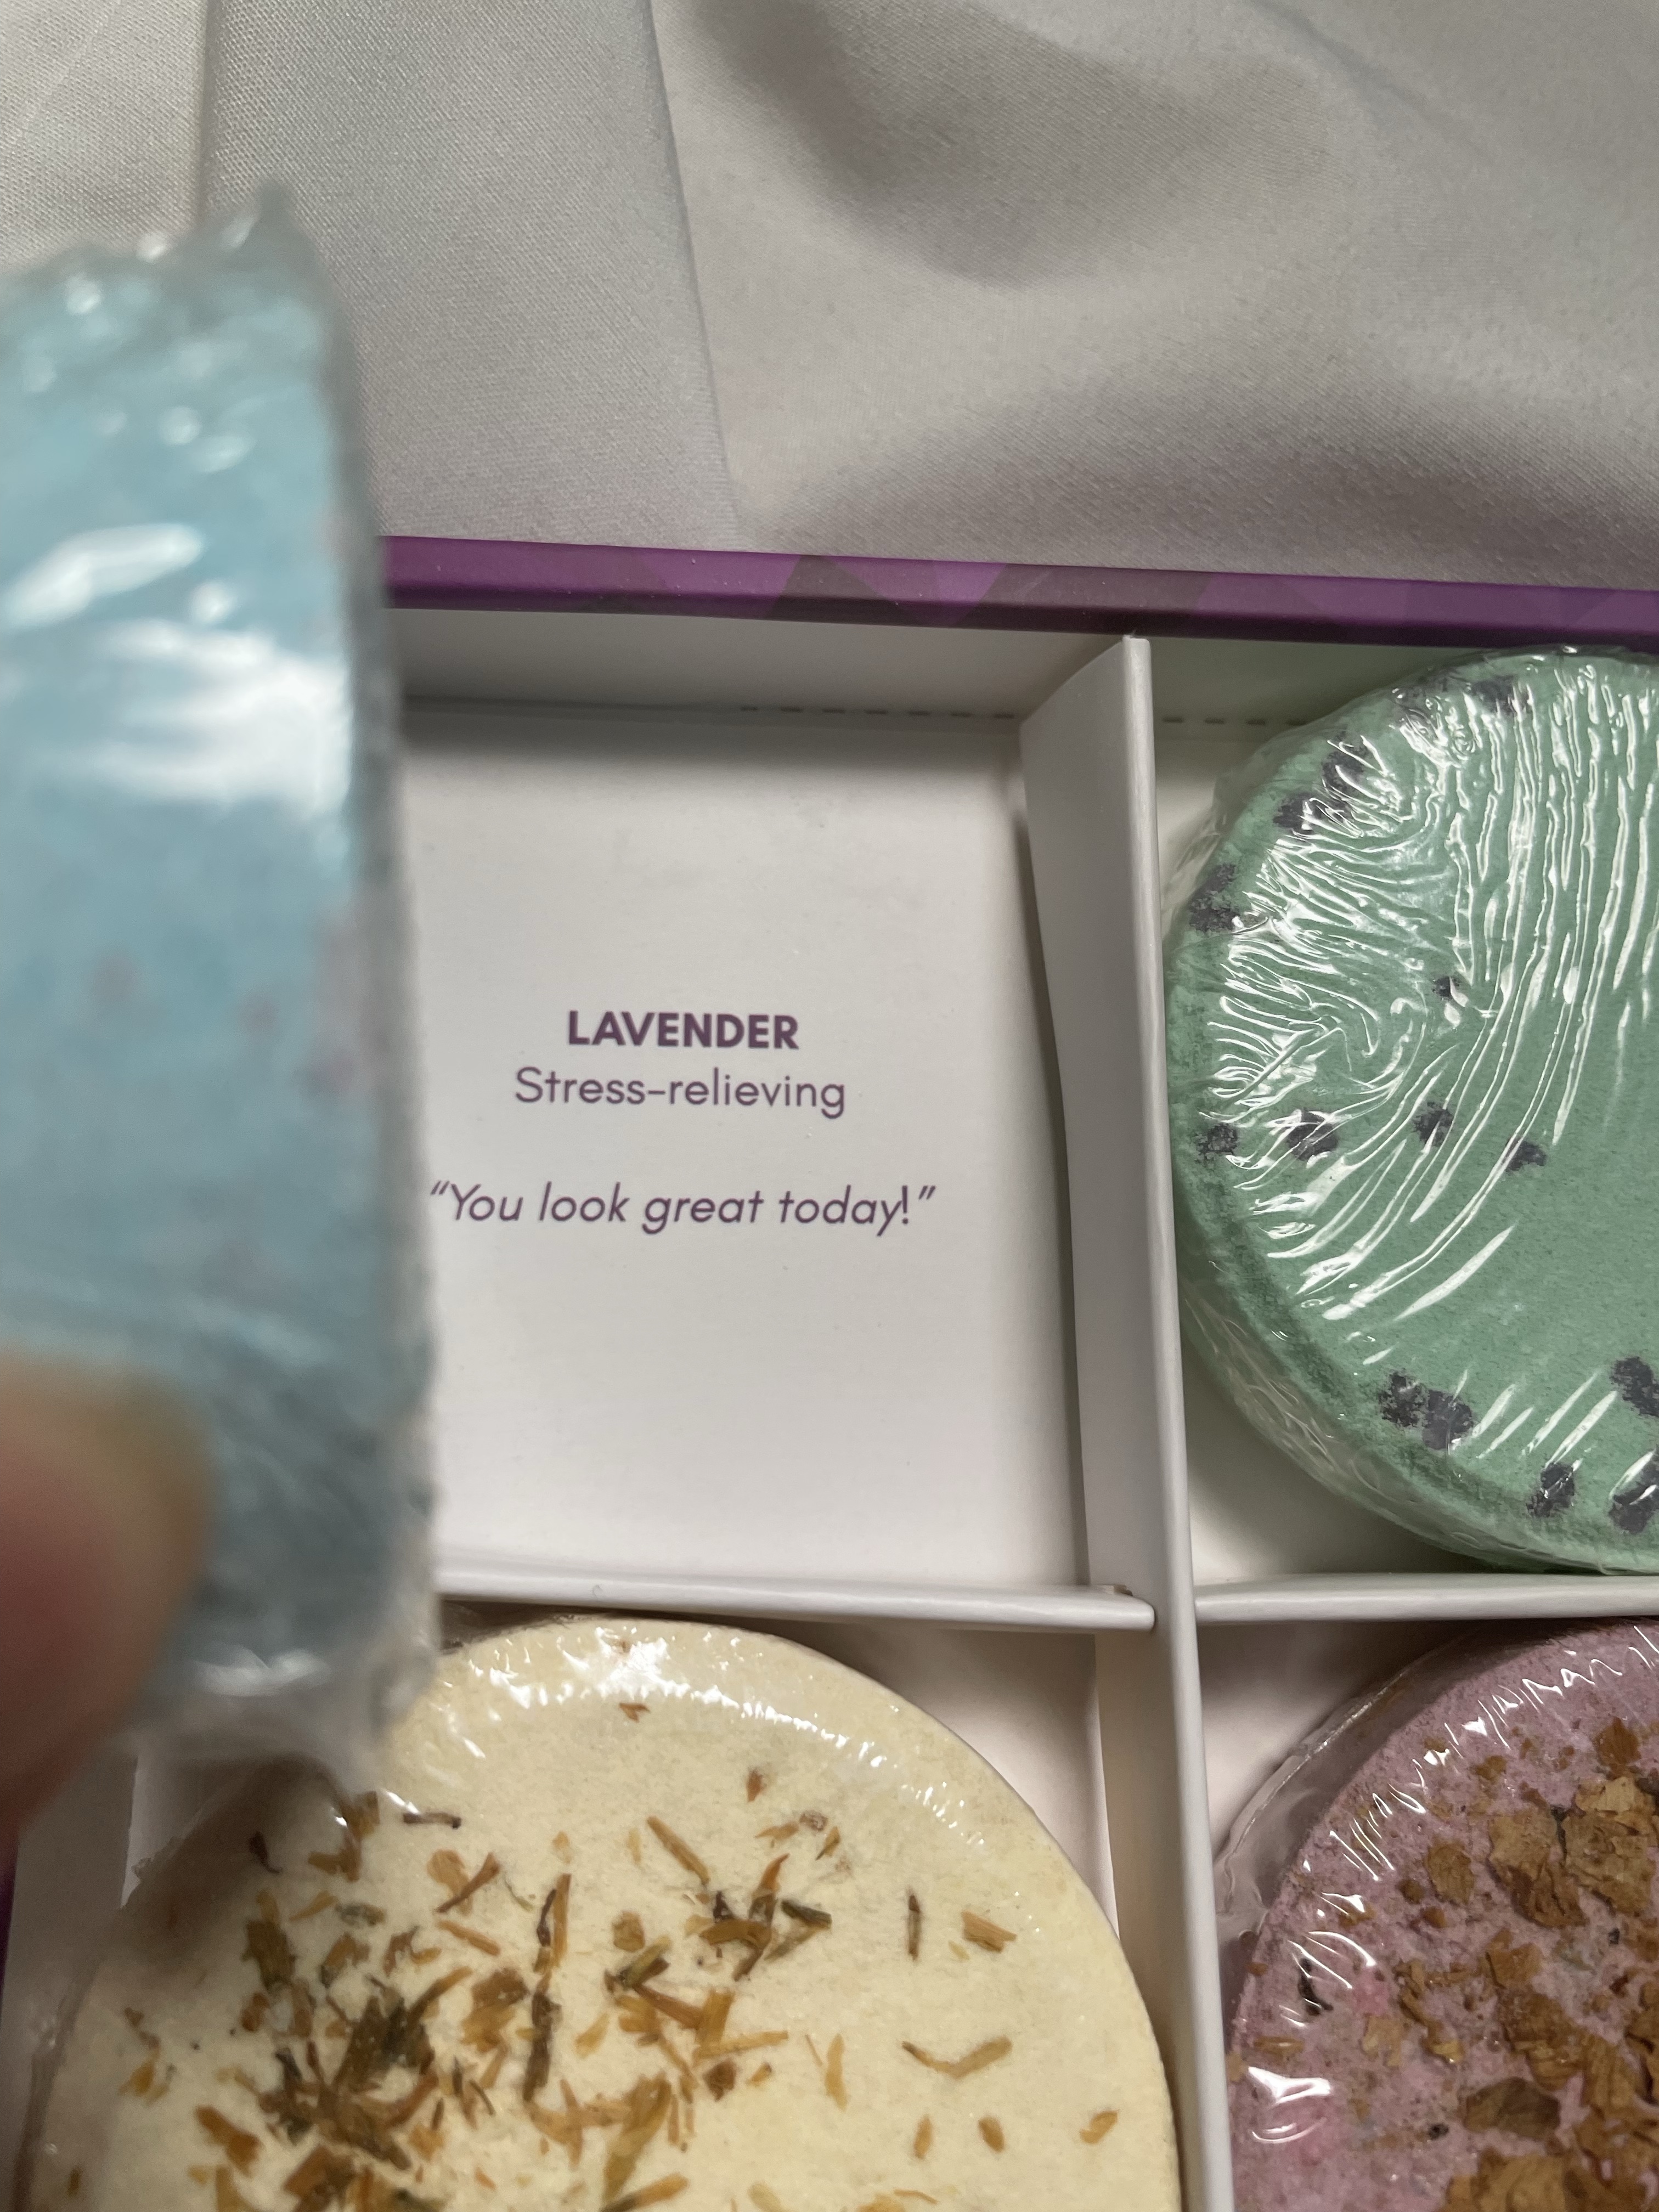 LAVENDER
Stress-relieving
“You look great today!”